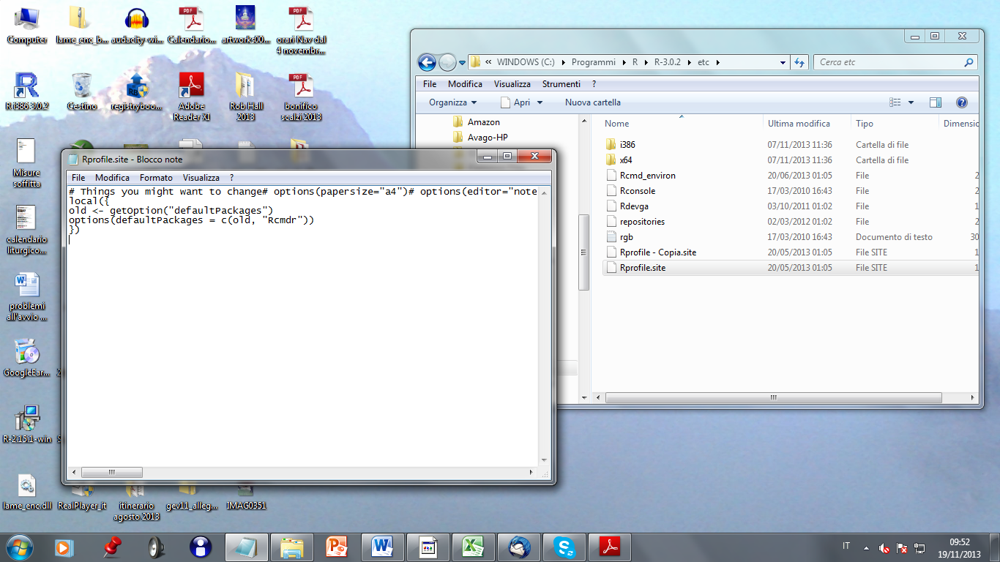 Computer
lame_enc_b...
audacity-wi...
Calendario...
artworks00...
orari Nav dal
4 novembr...
R i386 3.0.2
Cestino
registryboo...
Adobe
Reader XI
Rob Hall
2013
bonifico
scalzi 2013
Misure
soffitta
calendario
liturgico...
problemi
all'avvio ...
GoogleEar...
R-2.15.1-win
lame_enc.dll
RealPlayer_it
itinerario
agosto 2013
gev11_alleg...
IMAG0351
« WINDOWS (C:) Programmi R R-3.0.2 etc
Cerca etc
File Modifica Visualizza Strumenti ?
Organizza Apri Nuova cartella
Amazon
Avago-HP
Nome Ultima modifica Tipo Dimensio
i386 07/11/2013 11:36 Cartella di file
x64 07/11/2013 11:36 Cartella di file
Rcmd_environ 20/06/2013 01:05 File 2
Rconsole 17/03/2010 16:43 File 2
Rdevga 03/10/2011 01:02 File 1
repositories 02/03/2012 01:02 File 2
rgb 17/03/2010 16:43 Documento di testo 30
Rprofile - Copia.site 20/05/2013 01:05 File SITE 1
Rprofile.site 20/05/2013 01:05 File SITE 1
Rprofile.site - Blocco note
File Modifica Formato Visualizza ?
# Things you might want to change# options(papersize="a4")# options(editor="note
local({
old <- getOption("defaultPackages")
options(defaultPackages = c(old, "Rcmdr"))
})
IT
09:52
19/11/2013